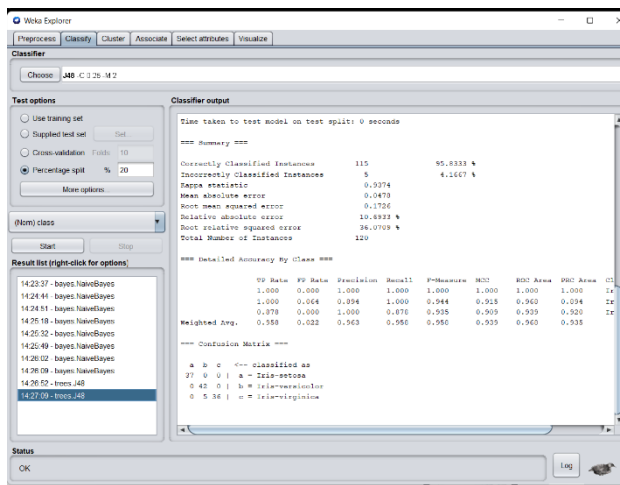 Weka Explorer
Preprocess Classify Cluster Associate Select attributes Visualize
Classifier
Choose J48 -C 0.25 -M 2
Test options
Use training set
Supplied test set Set...
Cross-validation Folds 10
Percentage split % 20
More options...
(Nom) class
Start Stop
Result list (right-click for options)
14:23:37 - bayes.NaiveBayes
14:24:44 - bayes.NaiveBayes
14:24:51 - bayes.NaiveBayes
14:25:18 - bayes.NaiveBayes
14:25:32 - bayes.NaiveBayes
14:25:49 - bayes.NaiveBayes
14:26:02 - bayes.NaiveBayes
14:26:09 - bayes.NaiveBayes
14:26:52 - trees.J48
14:27:09 - trees.J48
Classifier output
Time taken to test model on test split: 0 seconds
=== Summary ===
Correctly Classified Instances 115 95.8333 %
Incorrectly Classified Instances 5 4.1667 %
Kappa statistic 0.9374
Mean absolute error 0.0478
Root mean squared error 0.1726
Relative absolute error 10.6933 %
Root relative squared error 36.0709 %
Total Number of Instances 120
=== Detailed Accuracy By Class ===
TP Rate FP Rate Precision Recall F-Measure MCC ROC Area PRC Area Cl
1.000 0.000 1.000 1.000 1.000 1.000 1.000 1.000 Ir
1.000 0.064 0.894 1.000 0.944 0.915 0.960 0.894 Ir
0.878 0.000 1.000 0.878 0.935 0.909 0.939 0.920 Ir
Weighted Avg. 0.958 0.022 0.963 0.958 0.958 0.939 0.960 0.935
=== Confusion Matrix ===
a b c <-- classified as
37 0 0 | a = Iris-setosa
0 42 0 | b = Iris-versicolor
0 5 36 | c = Iris-virginica
Status
OK
Log